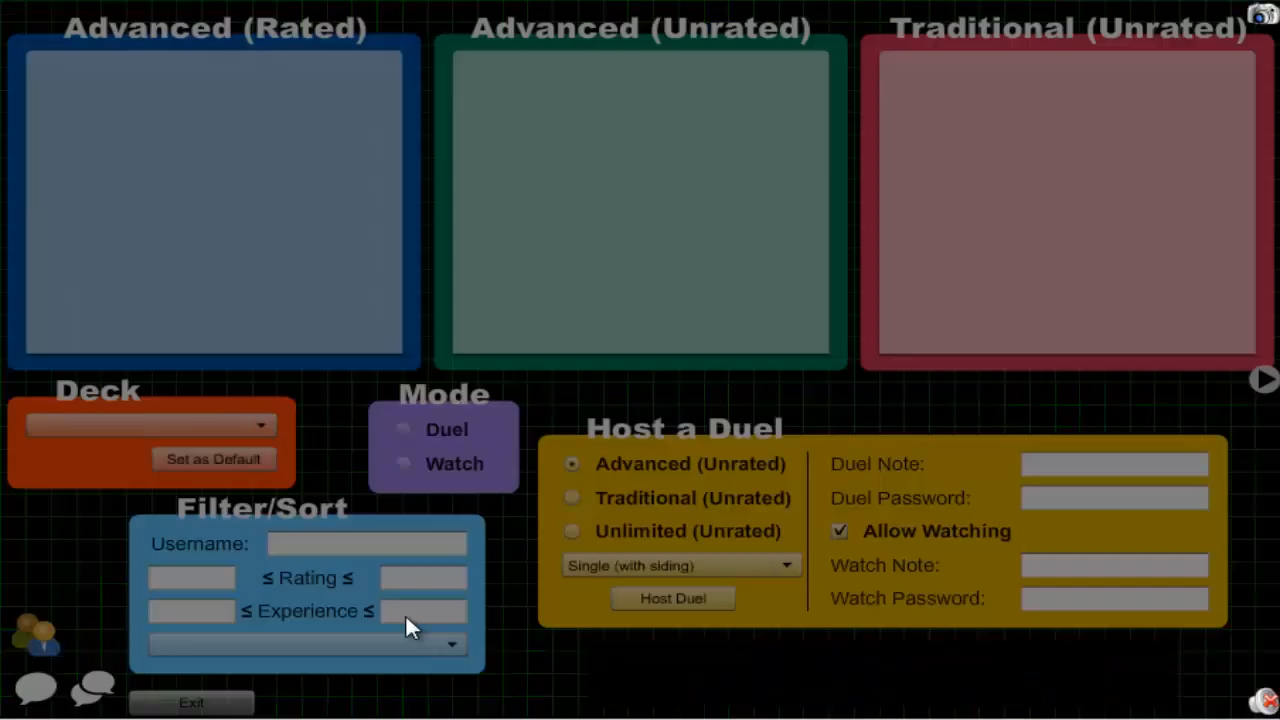 Advanced (Rated)
Advanced (Unrated)
Traditional (Unrated)
Deck
Set as Default
Mode
Duel
Watch
Filter/Sort
Username:
≤ Rating ≤
≤ Experience ≤
Exit
Host a Duel
Advanced (Unrated)
Traditional (Unrated)
Unlimited (Unrated)
Single (with siding)
Host Duel
Duel Note:
Duel Password:
Allow Watching
Watch Note:
Watch Password: